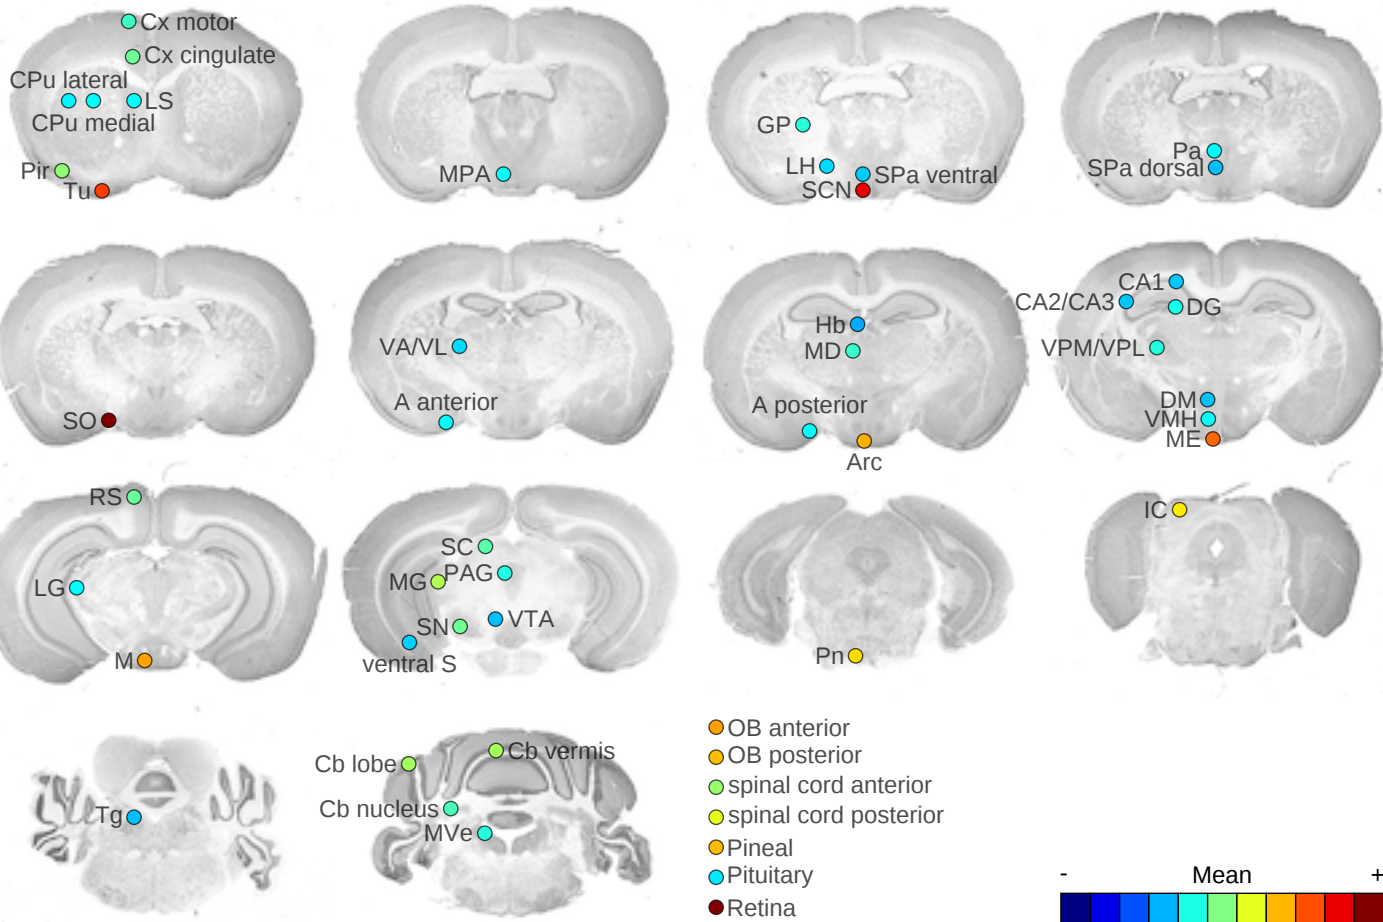 Cx motor
Cx cingulate
CPu lateral
LS
CPu medial
Pir
Tu
MPA
GP
LH
SPa ventral
SCN
Pa
SPa dorsal
SO
VA/VL
A anterior
Hb
MD
A posterior
Arc
CA1
CA2/CA3
DG
VPM/VPL
DM
VMH
ME
RS
LG
M
SC
MG
PAG
SN
VTA
ventral S
Pn
IC
Tg
Cb lobe
Cb vermis
Cb nucleus
MVe
OB anterior
OB posterior
spinal cord anterior
spinal cord posterior
Pineal
Pituitary
Retina
- Mean +